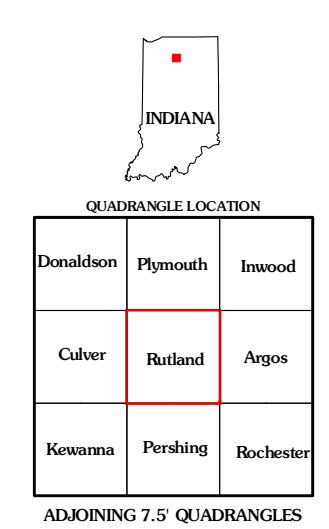 INDIANA
QUADRANGLE LOCATION
Donaldson Plymouth Inwood
Culver Rutland Argos
Kewanna Pershing Rochester
ADJOINING 7.5' QUADRANGLES